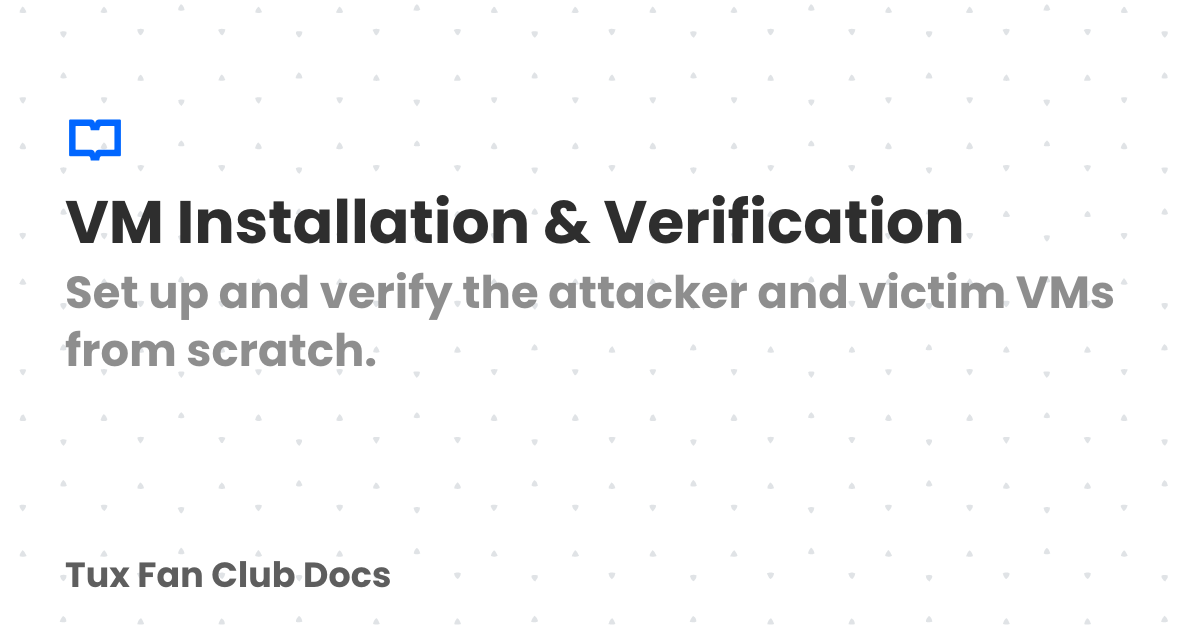 VM Installation & Verification
Set up and verify the attacker and victim VMs
from scratch.
Tux Fan Club Docs